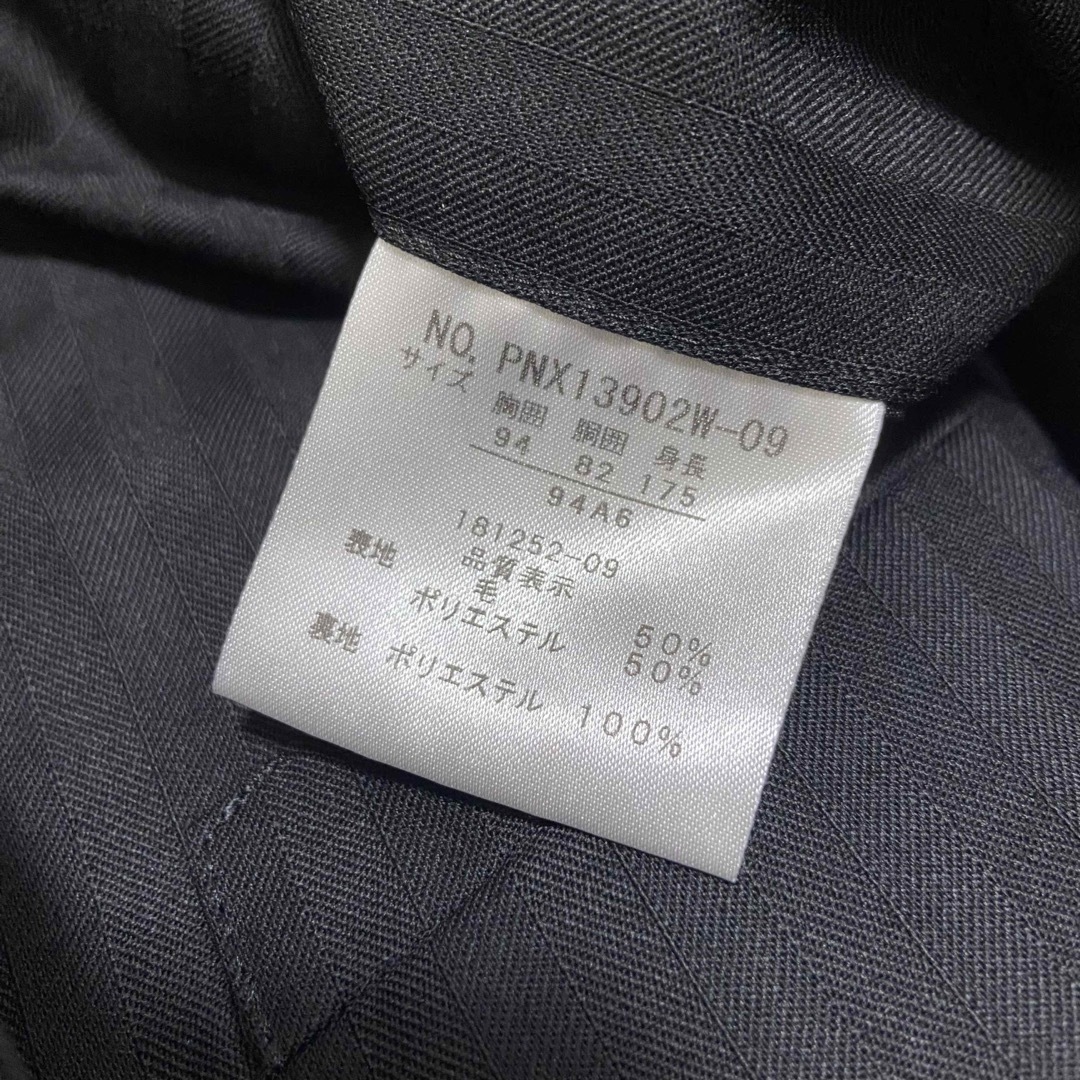 NO. PNX13902W-09
サイズ 胸囲 胴囲 身長
94 82 175
94A6
181252-09
品質表示
表地 毛 50%
ポリエステル 50%
裏地 ポリエステル 100%